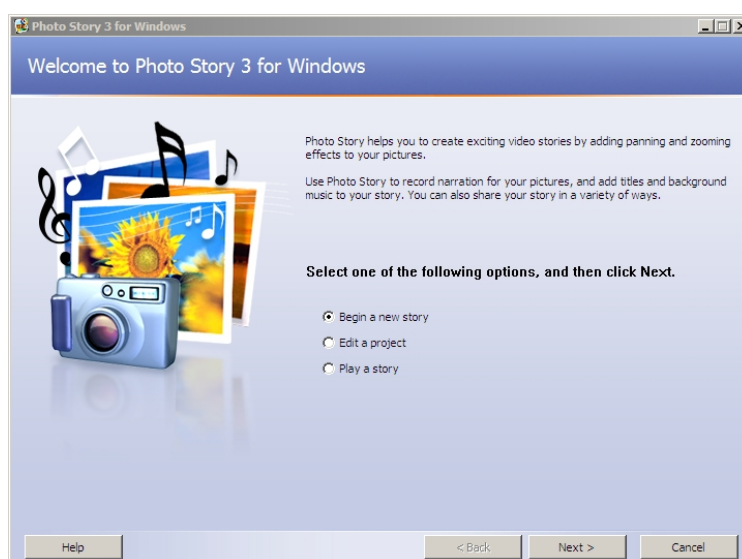 Photo Story 3 for Windows
Welcome to Photo Story 3 for Windows
Photo Story helps you to create exciting video stories by adding panning and zooming
effects to your pictures.
Use Photo Story to record narration for your pictures, and add titles and background
music to your story. You can also share your story in a variety of ways.
Select one of the following options, and then click Next.
Begin a new story
Edit a project
Play a story
Help
< Back
Next >
Cancel